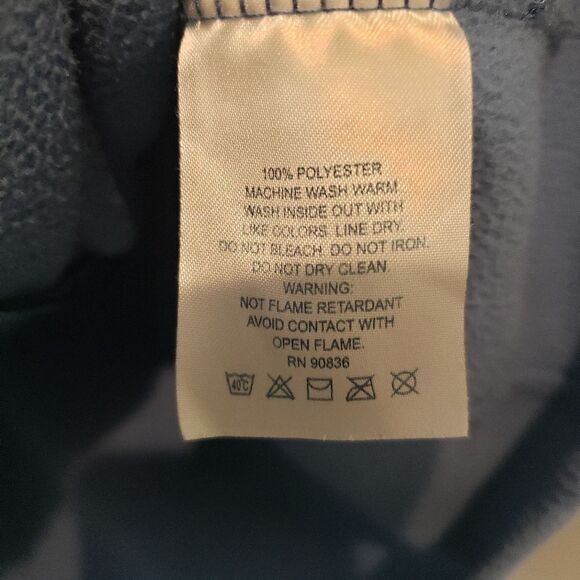 100% POLYESTER
MACHINE WASH WARM
WASH INSIDE OUT WITH
LIKE COLORS. LINE DRY.
DO NOT BLEACH. DO NOT IRON.
DO NOT DRY CLEAN.
WARNING:
NOT FLAME RETARDANT
AVOID CONTACT WITH
OPEN FLAME.
RN 90836
40°C